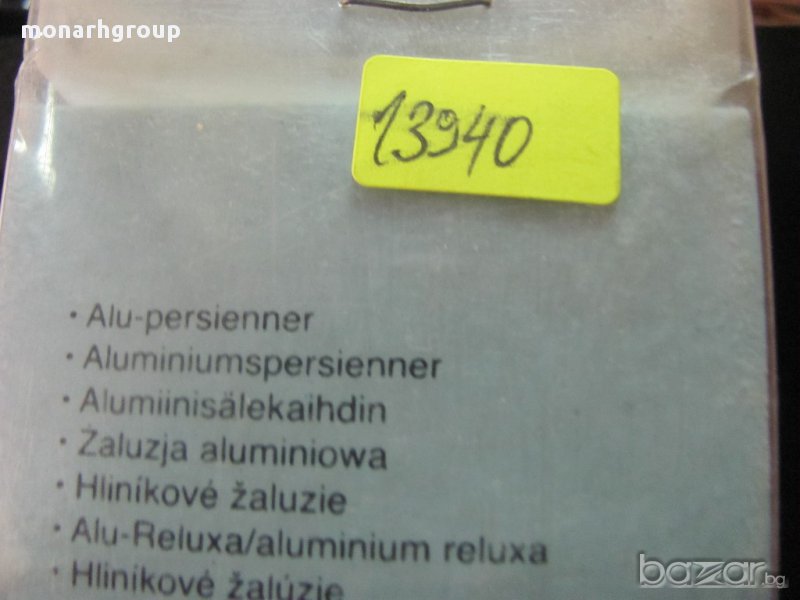 monarhgroup
13940
• Alu-persienner
• Aluminiumspersienner
• Alumiinisälekaihdin
• Żaluzja aluminiowa
• Hliníkové žaluzie
• Alu-Reluxa/aluminium reluxa
• Hliníkové žalúzie
bazar.bg